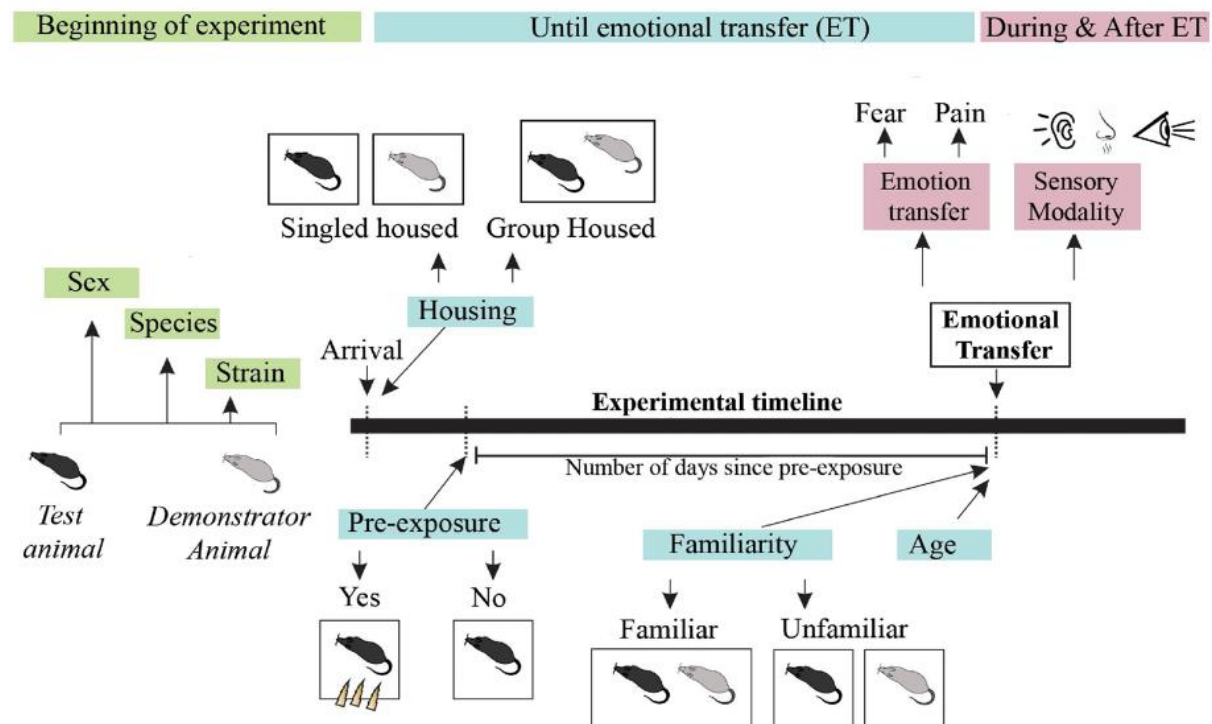 Beginning of experiment
Until emotional transfer (ET)
During & After ET
Fear
Pain
Emotion
transfer
Sensory
Modality
Singled housed
Group Housed
Sex
Species
Strain
Housing
Arrival
Emotional
Transfer
Experimental timeline
Number of days since pre-exposure
Test
animal
Demonstrator
Animal
Pre-exposure
Yes
No
Familiarity
Age
Familiar
Unfamiliar